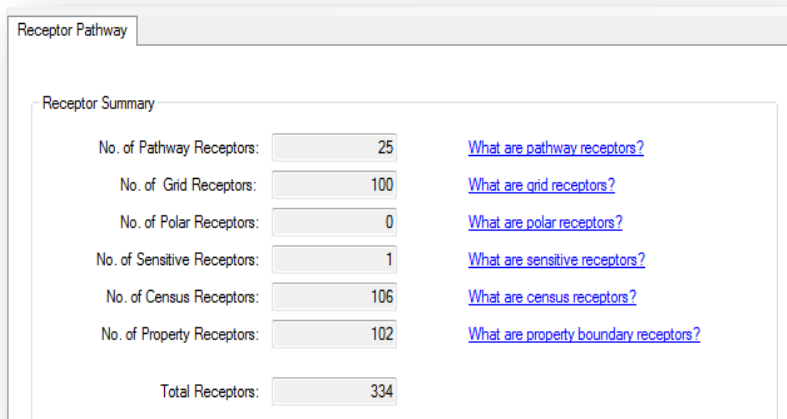 Receptor Pathway
Receptor Summary
No. of Pathway Receptors: 25 What are pathway receptors?
No. of Grid Receptors: 100 What are grid receptors?
No. of Polar Receptors: 0 What are polar receptors?
No. of Sensitive Receptors: 1 What are sensitive receptors?
No. of Census Receptors: 106 What are census receptors?
No. of Property Receptors: 102 What are property boundary receptors?
Total Receptors: 334